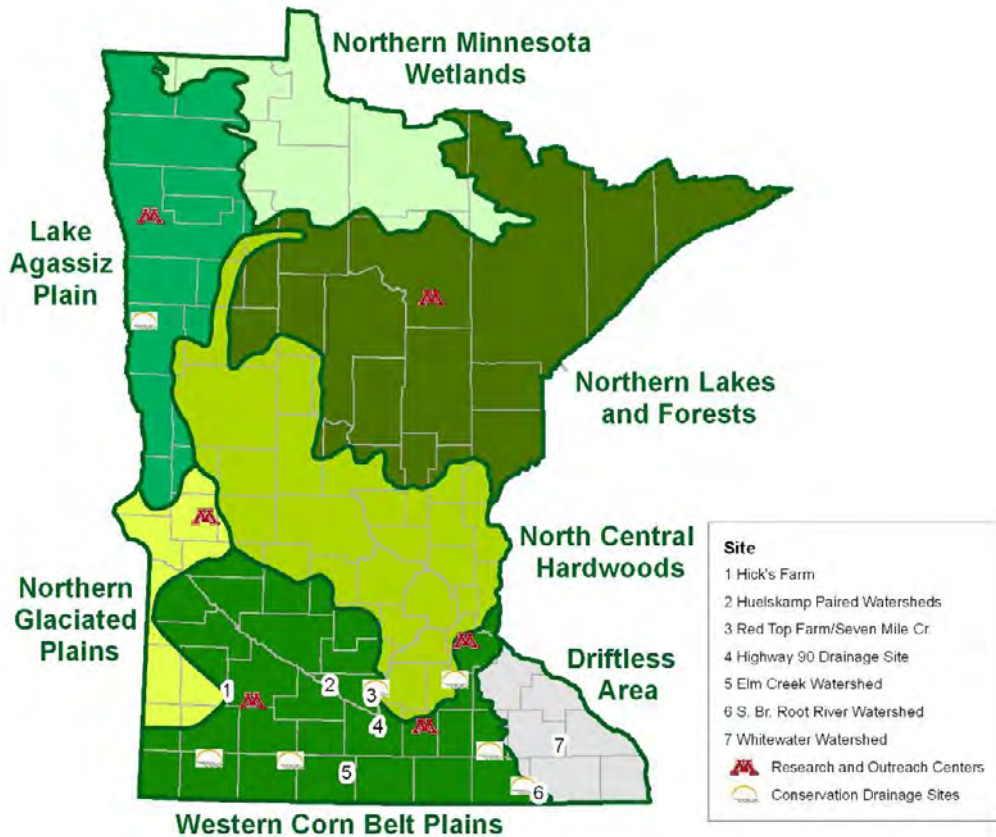 Northern Minnesota
Wetlands
Lake
Agassiz
Plain
Northern Lakes
and Forests
North Central
Hardwoods
Northern
Glaciated
Plains
Driftless
Area
1
2
3
4
5
6
7
Western Corn Belt Plains
Site
1 Hick's Farm
2 Huelskamp Paired Watersheds
3 Red Top Farm/Seven Mile Cr.
4 Highway 90 Drainage Site
5 Elm Creek Watershed
6 S. Br. Root River Watershed
7 Whitewater Watershed
Research and Outreach Centers
Conservation Drainage Sites